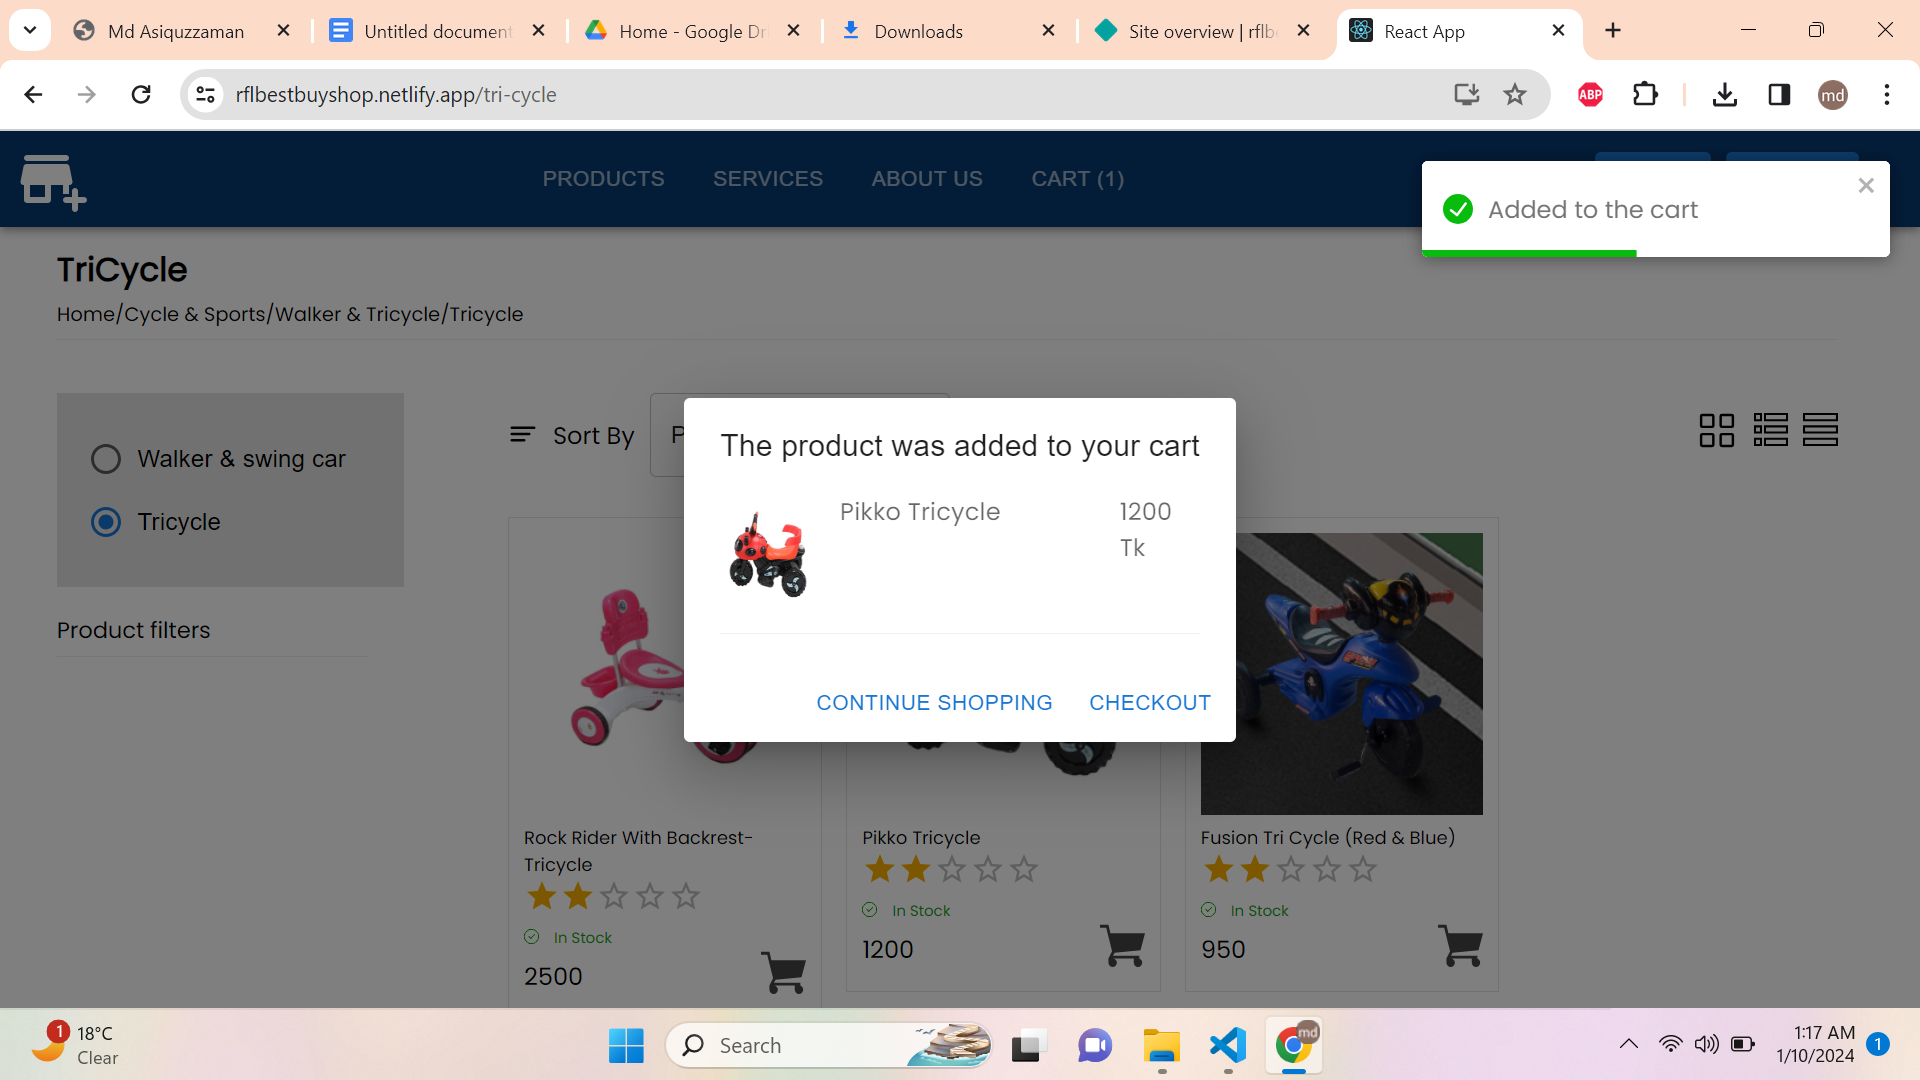 Md Asiquzzaman
Untitled document
Home - Google Dr
Downloads
Site overview | rflb
React App
rflbestbuyshop.netlify.app/tri-cycle
ABP
md
PRODUCTS
SERVICES
ABOUT US
CART (1)
Added to the cart
TriCycle
Home/Cycle & Sports/Walker & Tricycle/Tricycle
Walker & swing car
Tricycle
Product filters
Sort By
P
The product was added to your cart
Pikko Tricycle
1200
Tk
CONTINUE SHOPPING
CHECKOUT
Rock Rider With Backrest-
Tricycle
In Stock
2500
Pikko Tricycle
In Stock
1200
Fusion Tri Cycle (Red & Blue)
In Stock
950
1
18°C
Clear
Search
md
1:17 AM
1/10/2024
1